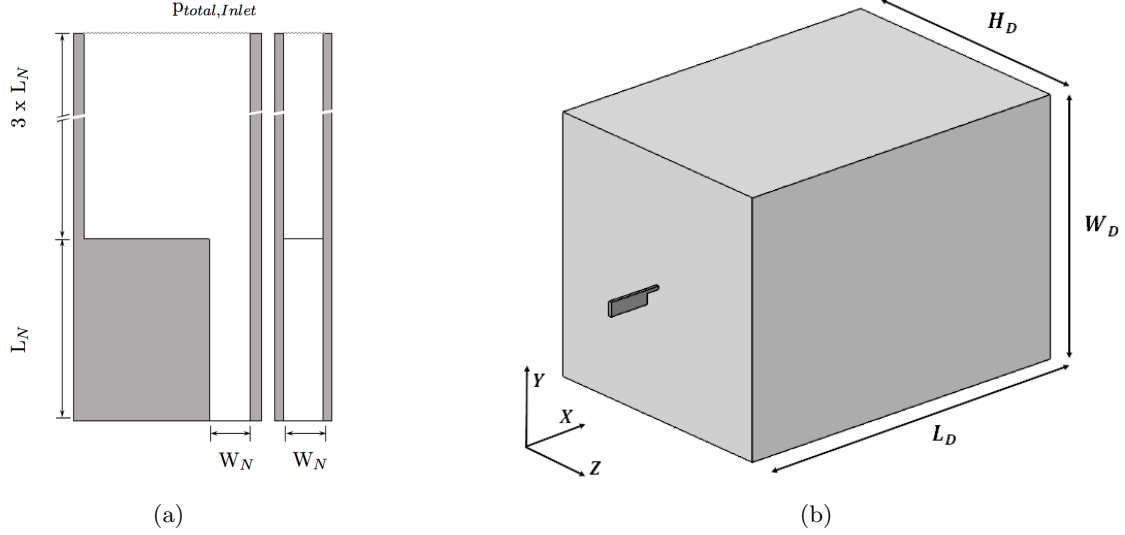 p_total,Inlet
3 x L_N
L_N
W_N
W_N
(a)
H_D
W_D
L_D
Y
X
Z
(b)